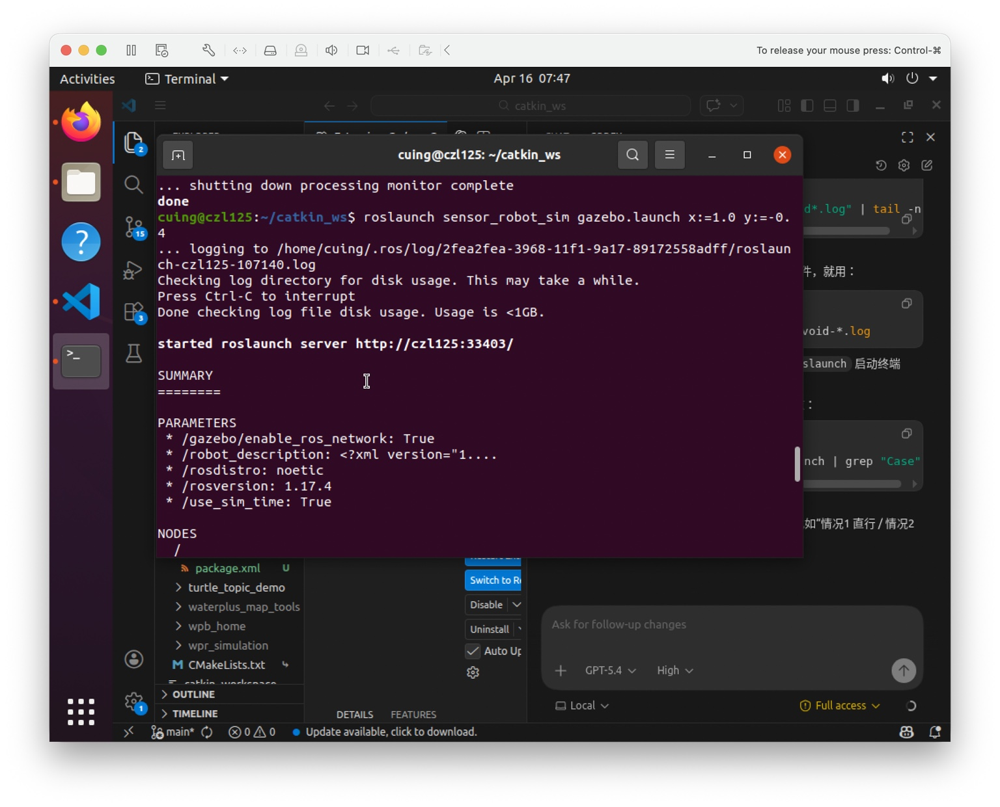 To release your mouse press: Control-⌘
Activities
Terminal
Apr 16 07:47
catkin_ws
cuing@czl125: ~/catkin_ws
... shutting down processing monitor complete
done
cuing@czl125:~/catkin_ws$ roslaunch sensor_robot_sim gazebo.launch x:=1.0 y:=-0.
4
... logging to /home/cuing/.ros/log/2fea2fea-3968-11f1-9a17-89172558adff/roslaun
ch-czl125-107140.log
Checking log directory for disk usage. This may take a while.
Press Ctrl-C to interrupt
Done checking log file disk usage. Usage is <1GB.
started roslaunch server http://czl125:33403/
SUMMARY
========
PARAMETERS
* /gazebo/enable_ros_network: True
* /robot_description: <?xml version="1....
* /rosdistro: noetic
* /rosversion: 1.17.4
* /use_sim_time: True
NODES
/
d*.log" | tail -n
件，就用：
void-*.log
slaunch 启动终端
：
nch | grep "Case"
如“情况1 直行 / 情况2
2
15
3
1
package.xml U
turtle_topic_demo
waterplus_map_tools
wpb_home
wpr_simulation
CMakeLists.txt
OUTLINE
TIMELINE
Switch to Re
Disable
Uninstall
Auto Up
DETAILS FEATURES
Ask for follow-up changes
GPT-5.4 High
Local
Full access
main* 0 0 Update available, click to download.